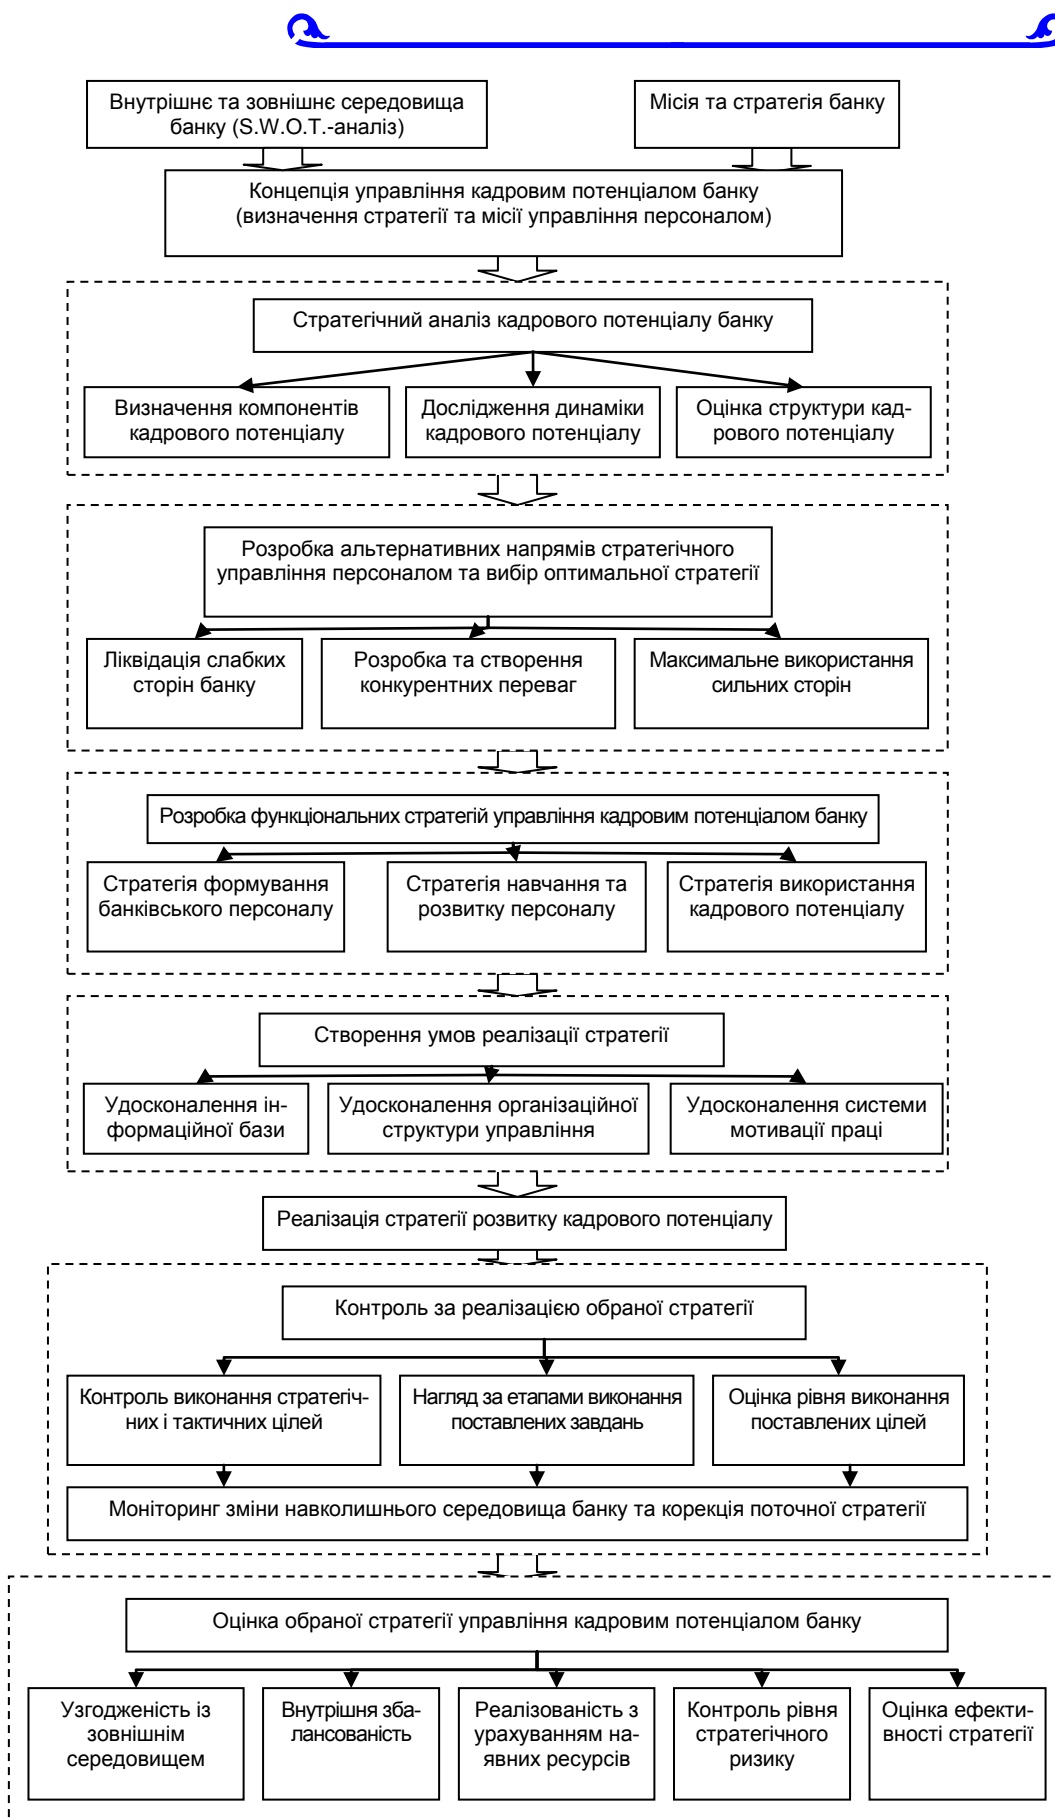 Внутрішнє та зовнішнє середовища
банку (S.W.O.T.-аналіз)
Місія та стратегія банку
Концепція управління кадровим потенціалом банку
(визначення стратегії та місії управління персоналом)
Стратегічний аналіз кадрового потенціалу банку
Визначення компонентів
кадрового потенціалу
Дослідження динаміки
кадрового потенціалу
Оцінка структури кад-
рового потенціалу
Розробка альтернативних напрямів стратегічного
управління персоналом та вибір оптимальної стратегії
Ліквідація слабких
сторін банку
Розробка та створення
конкурентних переваг
Максимальне використання
сильних сторін
Розробка функціональних стратегій управління кадровим потенціалом банку
Стратегія формування
банківського персоналу
Стратегія навчання та
розвитку персоналу
Стратегія використання
кадрового потенціалу
Створення умов реалізації стратегії
Удосконалення ін-
формаційної бази
Удосконалення організаційної
структури управління
Удосконалення системи
мотивації праці
Реалізація стратегії розвитку кадрового потенціалу
Контроль за реалізацією обраної стратегії
Контроль виконання стратегіч-
них і тактичних цілей
Нагляд за етапами виконання
поставлених завдань
Оцінка рівня виконання
поставлених цілей
Моніторинг зміни навколишнього середовища банку та корекція поточної стратегії
Оцінка обраної стратегії управління кадровим потенціалом банку
Узгодженість із
зовнішнім
середовищем
Внутрішня зба-
лансованість
Реалізованість з
урахуванням на-
явних ресурсів
Контроль рівня
стратегічного
ризику
Оцінка ефекти-
вності стратегії